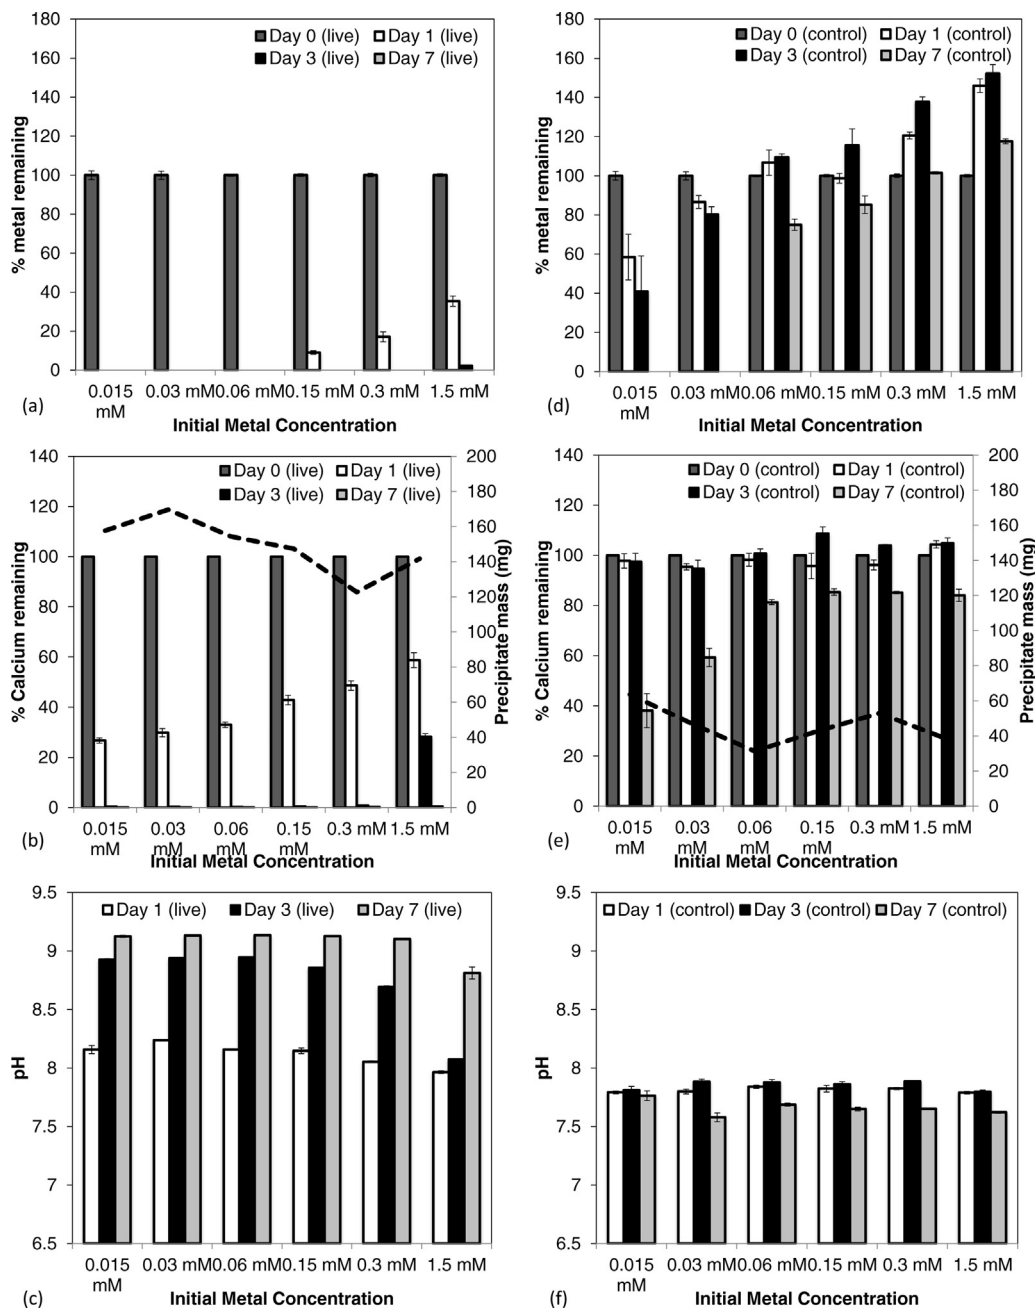 180
160
140
120
100
80
60
40
20
0
% metal remaining
Day 0 (live) Day 1 (live)
Day 3 (live) Day 7 (live)
0.015 mM 0.03 mM 0.06 mM 0.15 mM 0.3 mM 1.5 mM
(a)
Initial Metal Concentration
180
160
140
120
100
80
60
40
20
0
% metal remaining
Day 0 (control) Day 1 (control)
Day 3 (control) Day 7 (control)
0.015 mM 0.03 mM 0.06 mM 0.15 mM 0.3 mM 1.5 mM
(d)
Initial Metal Concentration
140
120
100
80
60
40
20
0
% Calcium remaining
Day 0 (live) Day 1 (live)
Day 3 (live) Day 7 (live)
200
180
160
140
120
100
80
60
40
20
0
Precipitate mass (mg)
0.015 mM 0.03 mM 0.06 mM 0.15 mM 0.3 mM 1.5 mM
(b)
Initial Metal Concentration
140
120
100
80
60
40
20
0
% Calcium remaining
Day 0 (control) Day 1 (control)
Day 3 (control) Day 7 (control)
200
180
160
140
120
100
80
60
40
20
0
Precipitate mass (mg)
0.015 mM 0.03 mM 0.06 mM 0.15 mM 0.3 mM 1.5 mM
(e)
Initial Metal Concentration
9.5
9
8.5
8
7.5
7
6.5
pH
Day 1 (live) Day 3 (live) Day 7 (live)
0.015 mM 0.03 mM 0.06 mM 0.15 mM 0.3 mM 1.5 mM
(c)
Initial Metal Concentration
9.5
9
8.5
8
7.5
7
6.5
pH
Day 1 (control) Day 3 (control) Day 7 (control)
0.015 mM 0.03 mM 0.06 mM 0.15 mM 0.3 mM 1.5 mM
(f)
Initial Metal Concentration